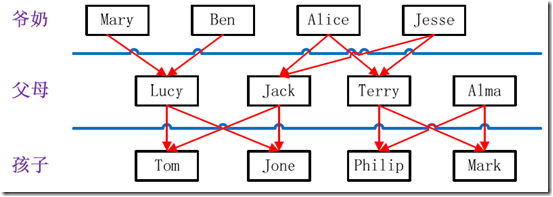 爷奶 Mary Ben Alice Jesse
父母 Lucy Jack Terry Alma
孩子 Tom Jone Philip Mark